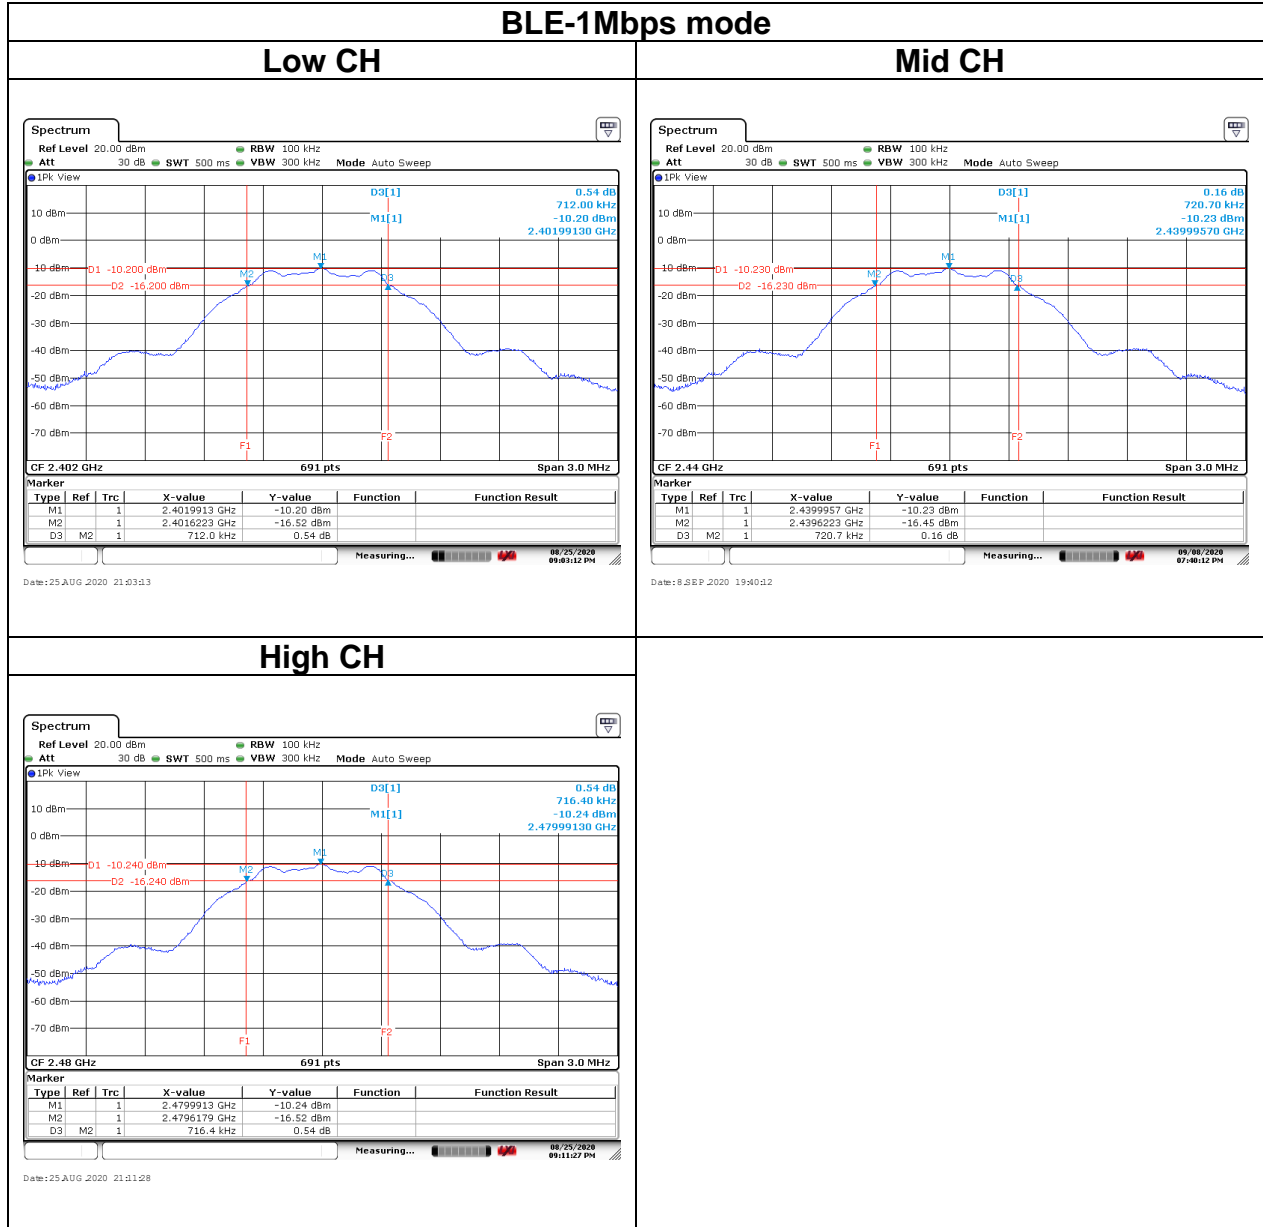 BLE-1Mbps mode
Low CH
Mid CH
Spectrum
Ref Level 20.00 dBm RBW 100 kHz
Att 30 dB SWT 500 ms VBW 300 kHz Mode Auto Sweep
1Pk View
D3[1] 0.54 dB
712.00 kHz
M1[1] -10.20 dBm
2.40199130 GHz
10 dBm
0 dBm
M1
-10 dBm
D1 -10.200 dBm
M2
D3
D2 -16.200 dBm
-20 dBm
-30 dBm
-40 dBm
-50 dBm
-60 dBm
-70 dBm
F1
F2
CF 2.402 GHz 691 pts Span 3.0 MHz
Marker
Type Ref Trc X-value Y-value Function Function Result
M1 1 2.4019913 GHz -10.20 dBm
M2 1 2.4016223 GHz -16.52 dBm
D3 M2 1 712.0 kHz 0.54 dB
Measuring... LXI 08/25/2020
09:03:12 PM
Date: 25.AUG.2020 21:03:13
Spectrum
Ref Level 20.00 dBm RBW 100 kHz
Att 30 dB SWT 500 ms VBW 300 kHz Mode Auto Sweep
1Pk View
D3[1] 0.16 dB
720.70 kHz
M1[1] -10.23 dBm
2.43999570 GHz
10 dBm
0 dBm
M1
-10 dBm
D1 -10.230 dBm
M2
D3
D2 -16.230 dBm
-20 dBm
-30 dBm
-40 dBm
-50 dBm
-60 dBm
-70 dBm
F1
F2
CF 2.44 GHz 691 pts Span 3.0 MHz
Marker
Type Ref Trc X-value Y-value Function Function Result
M1 1 2.4399957 GHz -10.23 dBm
M2 1 2.4396223 GHz -16.45 dBm
D3 M2 1 720.7 kHz 0.16 dB
Measuring... LXI 09/08/2020
07:40:12 PM
Date: 8.SEP.2020 19:40:12
High CH
Spectrum
Ref Level 20.00 dBm RBW 100 kHz
Att 30 dB SWT 500 ms VBW 300 kHz Mode Auto Sweep
1Pk View
D3[1] 0.54 dB
716.40 kHz
M1[1] -10.24 dBm
2.47999130 GHz
10 dBm
0 dBm
M1
-10 dBm
D1 -10.240 dBm
M2
D3
D2 -16.240 dBm
-20 dBm
-30 dBm
-40 dBm
-50 dBm
-60 dBm
-70 dBm
F1
F2
CF 2.48 GHz 691 pts Span 3.0 MHz
Marker
Type Ref Trc X-value Y-value Function Function Result
M1 1 2.4799913 GHz -10.24 dBm
M2 1 2.4796179 GHz -16.52 dBm
D3 M2 1 716.4 kHz 0.54 dB
Measuring... LXI 08/25/2020
09:11:27 PM
Date: 25.AUG.2020 21:11:28